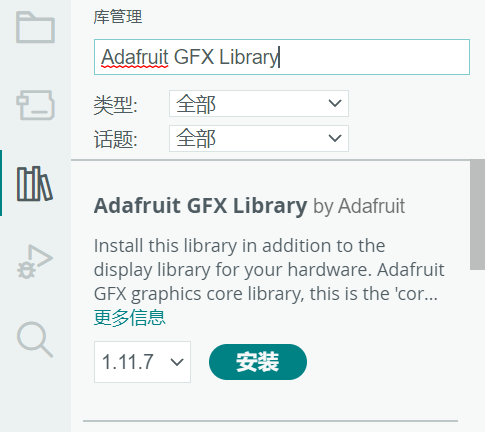 库管理
Adafruit GFX Library
类型: 全部
话题: 全部
Adafruit GFX Library by Adafruit
Install this library in addition to the
display library for your hardware. Adafruit
GFX graphics core library, this is the 'cor...
更多信息
1.11.7 安装